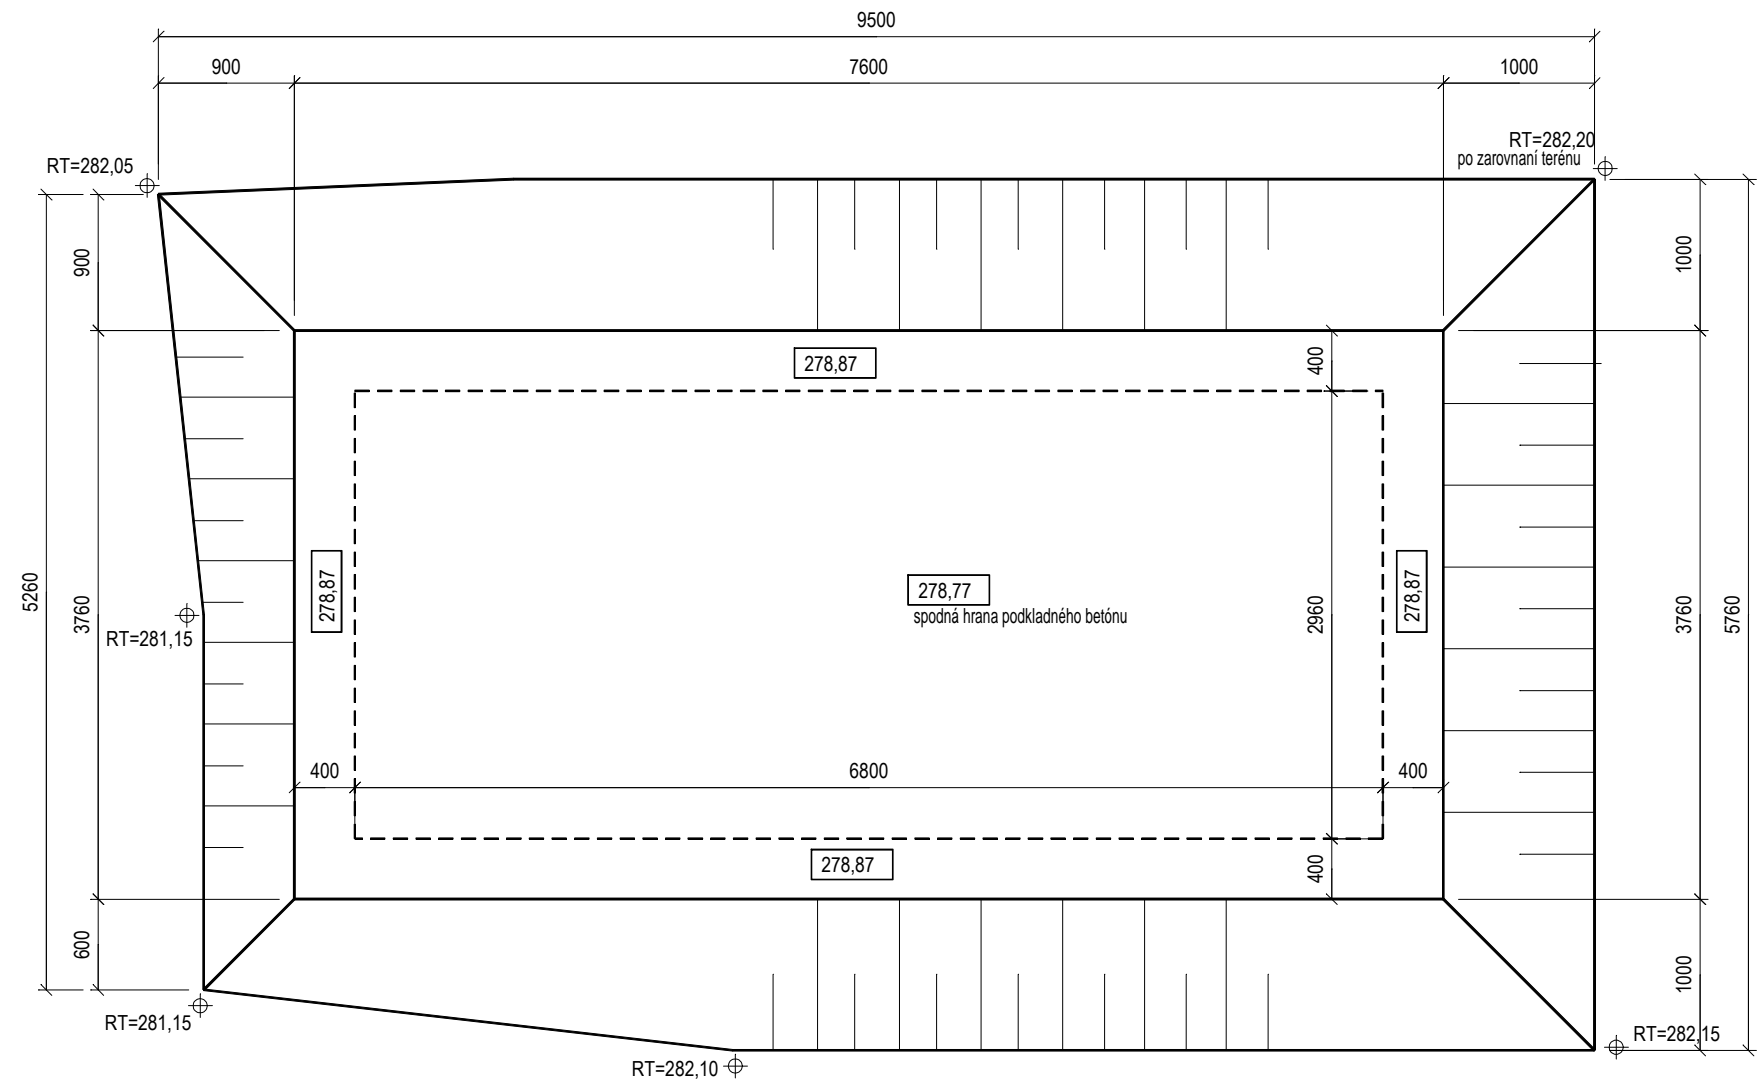 9500
900
7600
1000
RT=282,05
RT=282,20
po zarovnaní terénu
900
1000
278,87
400
5260
3760
278,87
278,77
spodná hrana podkladného betónu
2960
278,87
3760
5760
RT=281,15
400
6800
400
278,87
400
600
1000
RT=281,15
RT=282,10
RT=282,15